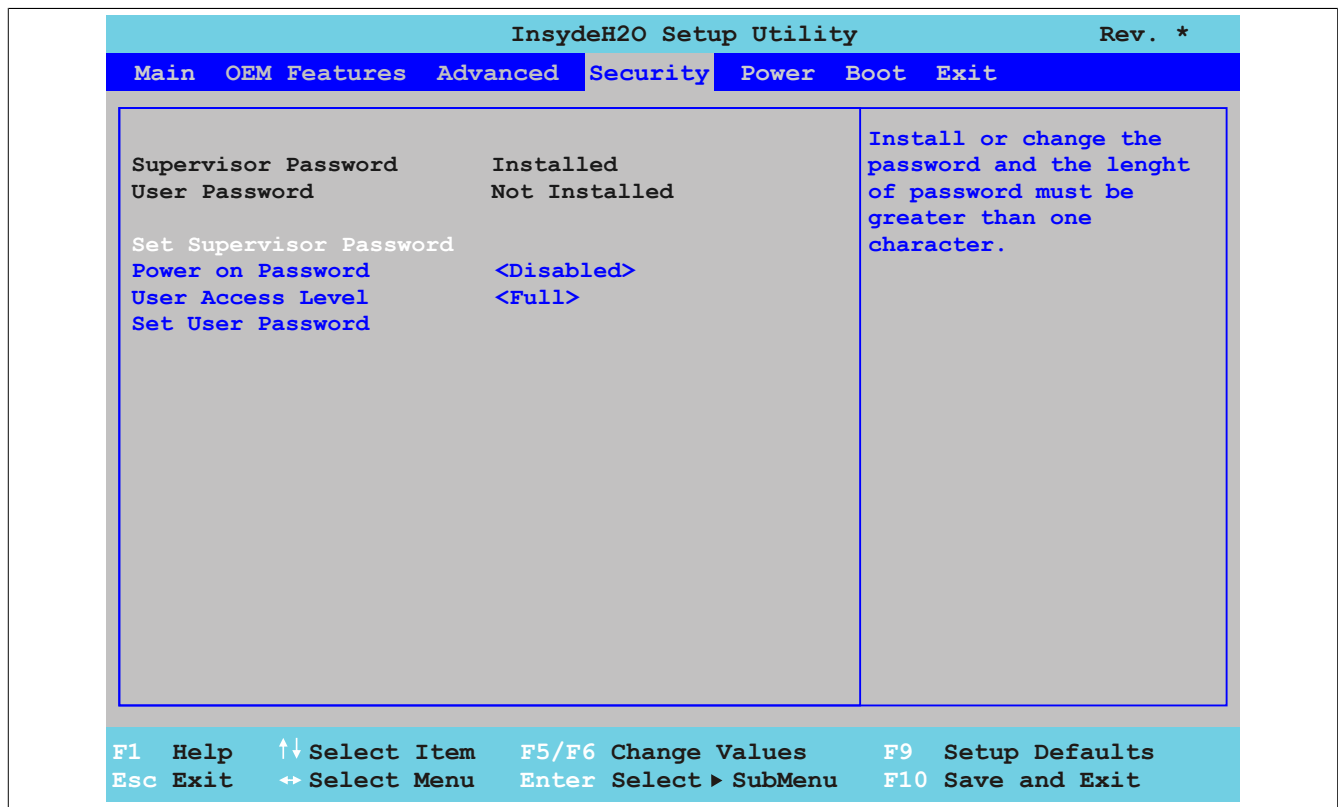 InsydeH2O Setup Utility Rev. *
Main OEM Features Advanced Security Power Boot Exit
Supervisor Password Installed
User Password Not Installed
Set Supervisor Password
Power on Password <Disabled>
User Access Level <Full>
Set User Password
Install or change the
password and the lenght
of password must be
greater than one
character.
F1 Help ↑↓ Select Item F5/F6 Change Values F9 Setup Defaults
Esc Exit ↔ Select Menu Enter Select ▶ SubMenu F10 Save and Exit